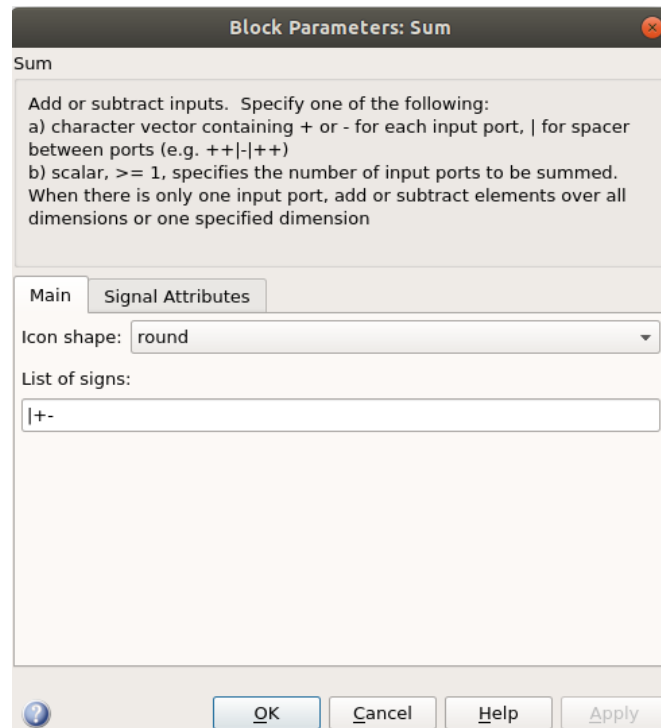 Block Parameters: Sum
Sum
Add or subtract inputs.  Specify one of the following:
a) character vector containing + or - for each input port, | for spacer
between ports (e.g. ++|-|++)
b) scalar, >= 1, specifies the number of input ports to be summed.
When there is only one input port, add or subtract elements over all
dimensions or one specified dimension
Main Signal Attributes
Icon shape: round
List of signs:
|+-
? OK Cancel Help Apply